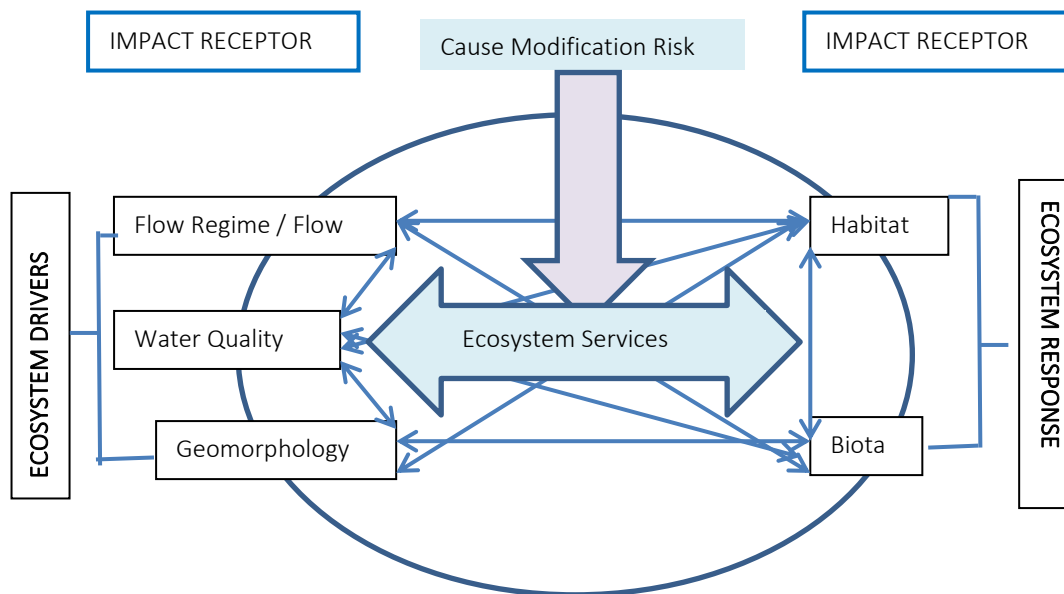 IMPACT RECEPTOR
Cause Modification Risk
IMPACT RECEPTOR
ECOSYSTEM DRIVERS
Flow Regime / Flow
Water Quality
Geomorphology
Ecosystem Services
Habitat
Biota
ECOSYSTEM RESPONSE